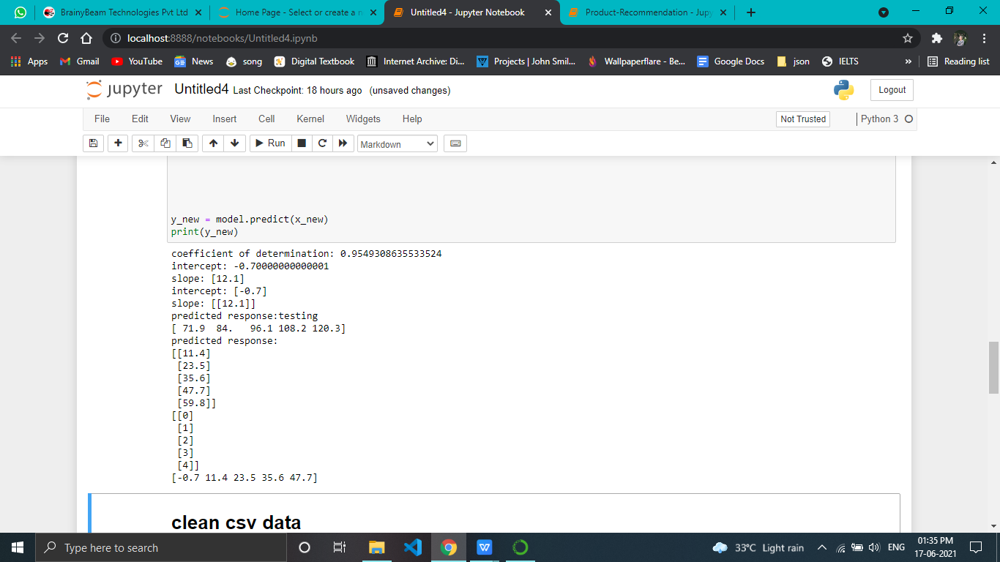 BrainyBeam Technologies Pvt Ltd
Home Page - Select or create a n
Untitled4 - Jupyter Notebook
Product-Recommendation - Jupy
localhost:8888/notebooks/Untitled4.ipynb
Apps Gmail YouTube News song Digital Textbook Internet Archive: Di... Projects | John Smil... Wallpaperflare - Be... Google Docs json IELTS » Reading list
jupyter Untitled4 Last Checkpoint: 18 hours ago (unsaved changes) Logout
File Edit View Insert Cell Kernel Widgets Help Not Trusted Python 3
Run Markdown
y_new = model.predict(x_new)
print(y_new)
coefficient of determination: 0.9549308635533524
intercept: -0.70000000000001
slope: [12.1]
intercept: [-0.7]
slope: [[12.1]]
predicted response:testing
[ 71.9  84.   96.1 108.2 120.3]
predicted response:
[[11.4]
 [23.5]
 [35.6]
 [47.7]
 [59.8]]
[[0]
 [1]
 [2]
 [3]
 [4]]
[-0.7 11.4 23.5 35.6 47.7]
clean csv data
Type here to search
33°C Light rain
ENG
01:35 PM
17-06-2021